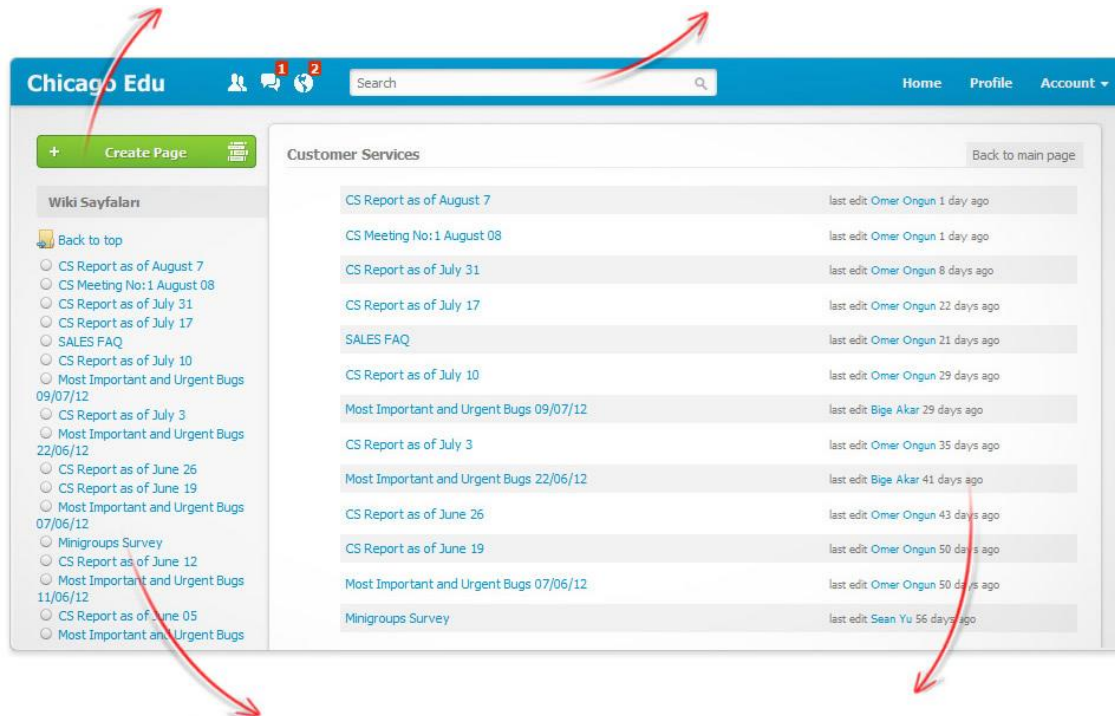 Chicago Edu
1
2
Search
Home Profile Account
+ Create Page
Wiki Sayfaları
Back to top
CS Report as of August 7
CS Meeting No:1 August 08
CS Report as of July 31
CS Report as of July 17
SALES FAQ
CS Report as of July 10
Most Important and Urgent Bugs
09/07/12
CS Report as of July 3
Most Important and Urgent Bugs
22/06/12
CS Report as of June 26
CS Report as of June 19
Most Important and Urgent Bugs
07/06/12
Minigroups Survey
CS Report as of June 12
Most Important and Urgent Bugs
11/06/12
CS Report as of June 05
Most Important and Urgent Bugs
Customer Services Back to main page
CS Report as of August 7 last edit Omer Ongun 1 day ago
CS Meeting No:1 August 08 last edit Omer Ongun 1 day ago
CS Report as of July 31 last edit Omer Ongun 8 days ago
CS Report as of July 17 last edit Omer Ongun 22 days ago
SALES FAQ last edit Omer Ongun 21 days ago
CS Report as of July 10 last edit Omer Ongun 29 days ago
Most Important and Urgent Bugs 09/07/12 last edit Bige Akar 29 days ago
CS Report as of July 3 last edit Omer Ongun 35 days ago
Most Important and Urgent Bugs 22/06/12 last edit Bige Akar 41 days ago
CS Report as of June 26 last edit Omer Ongun 43 days ago
CS Report as of June 19 last edit Omer Ongun 50 days ago
Most Important and Urgent Bugs 07/06/12 last edit Omer Ongun 50 days ago
Minigroups Survey last edit Sean Yu 56 days ago